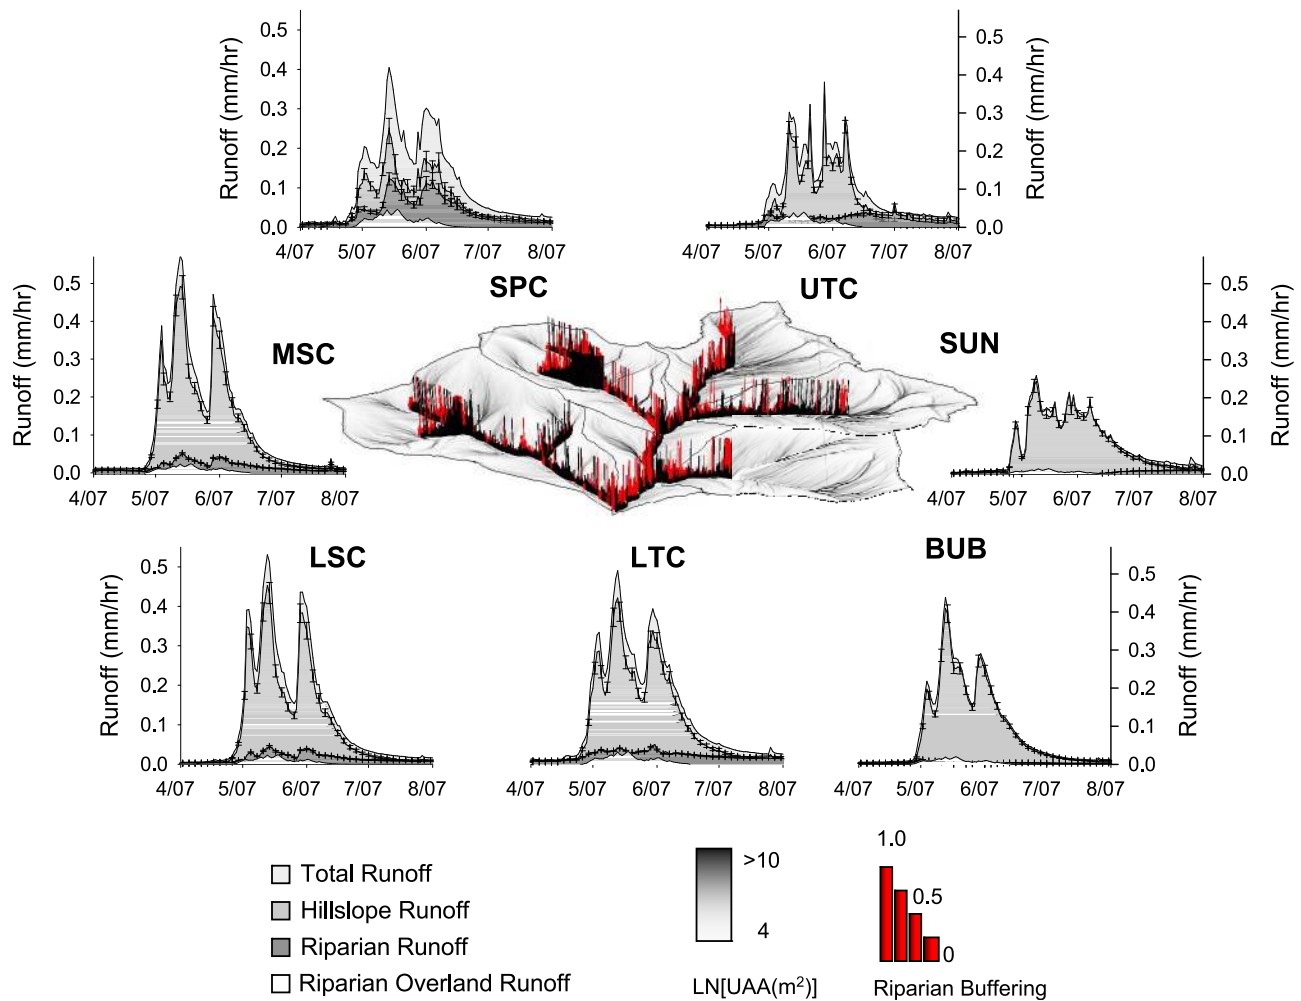 0.5
0.4
0.3
0.2
0.1
0.0
Runoff (mm/hr)
4/07 5/07 6/07 7/07 8/07
SPC
0.5
0.4
0.3
0.2
0.1
0.0
Runoff (mm/hr)
4/07 5/07 6/07 7/07 8/07
UTC
0.5
0.4
0.3
0.2
0.1
0.0
Runoff (mm/hr)
4/07 5/07 6/07 7/07 8/07
MSC
0.5
0.4
0.3
0.2
0.1
0.0
Runoff (mm/hr)
4/07 5/07 6/07 7/07 8/07
SUN
0.5
0.4
0.3
0.2
0.1
0.0
Runoff (mm/hr)
4/07 5/07 6/07 7/07 8/07
LSC
4/07 5/07 6/07 7/07 8/07
LTC
0.5
0.4
0.3
0.2
0.1
0.0
Runoff (mm/hr)
4/07 5/07 6/07 7/07 8/07
BUB
Total Runoff
Hillslope Runoff
Riparian Runoff
Riparian Overland Runoff
>10
4
LN[UAA(m²)]
1.0
0.5
0
Riparian Buffering